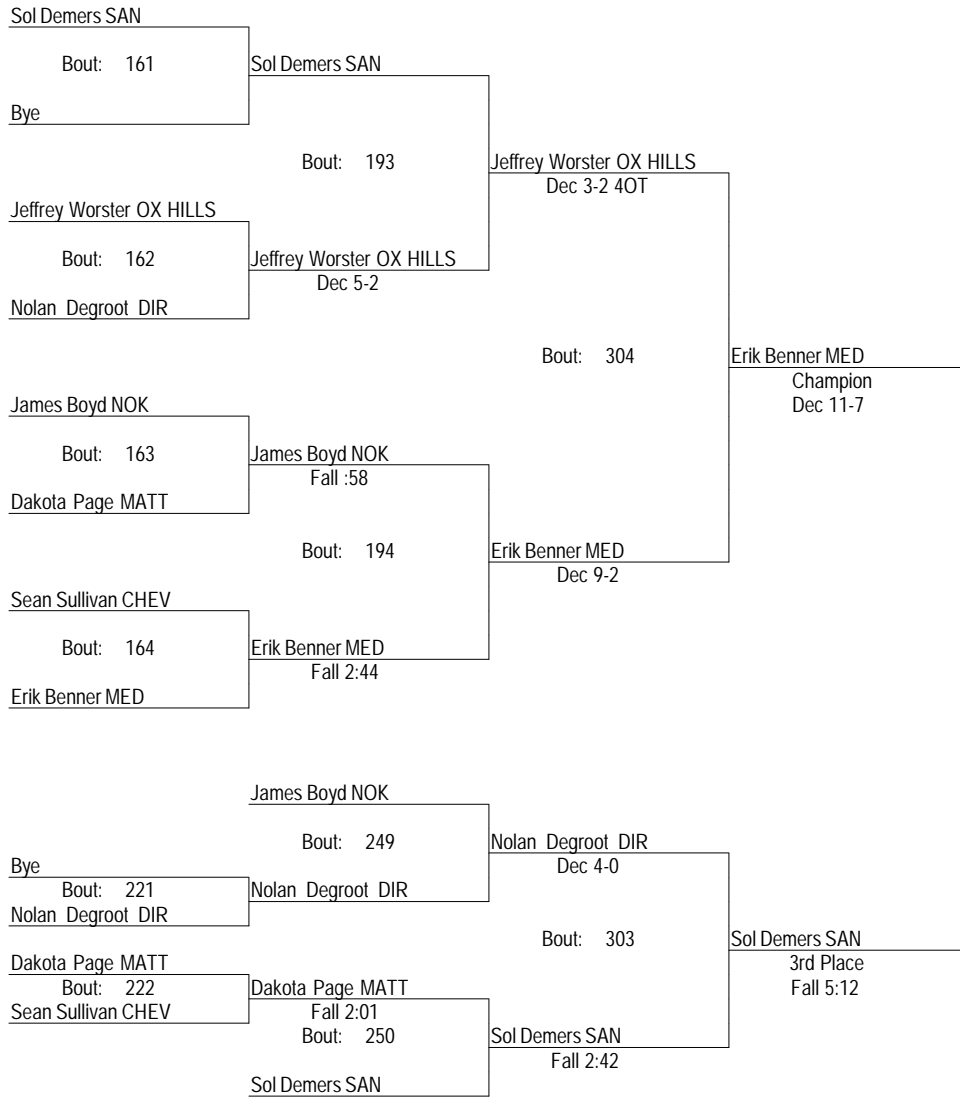 Sol Demers SAN
Bout: 161
Sol Demers SAN
Bye
Bout: 193
Jeffrey Worster OX HILLS
Dec 3-2 4OT
Jeffrey Worster OX HILLS
Bout: 162
Jeffrey Worster OX HILLS
Dec 5-2
Nolan Degroot DIR
Bout: 304
Erik Benner MED
Champion
Dec 11-7
James Boyd NOK
Bout: 163
James Boyd NOK
Fall :58
Dakota Page MATT
Bout: 194
Erik Benner MED
Dec 9-2
Sean Sullivan CHEV
Bout: 164
Erik Benner MED
Fall 2:44
Erik Benner MED
James Boyd NOK
Bout: 249
Nolan Degroot DIR
Dec 4-0
Bye
Bout: 221
Nolan Degroot DIR
Nolan Degroot DIR
Bout: 303
Sol Demers SAN
3rd Place
Fall 5:12
Dakota Page MATT
Bout: 222
Dakota Page MATT
Sean Sullivan CHEV
Fall 2:01
Bout: 250
Sol Demers SAN
Fall 2:42
Sol Demers SAN